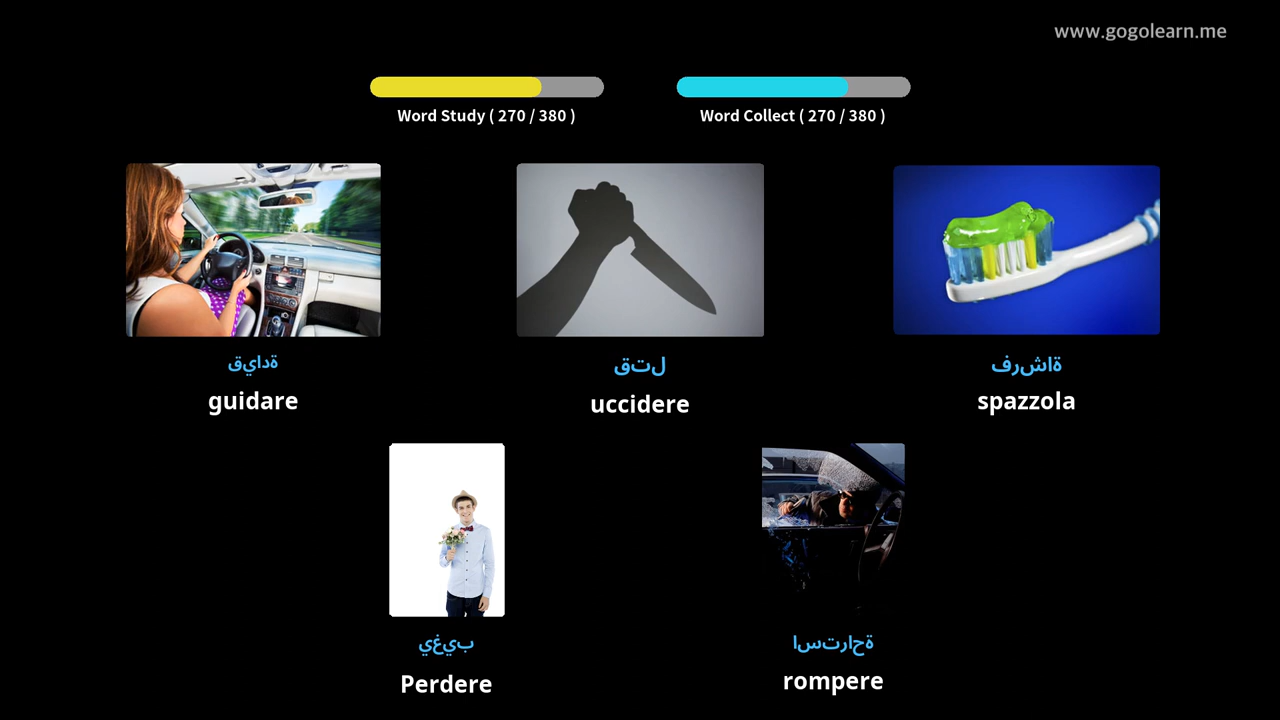 www.gogolearn.me
Word Study ( 270 / 380 )
Word Collect ( 270 / 380 )
ةدايق
guidare
لتق
uccidere
ةاشرف
spazzola
بيغي
Perdere
ةحارتسا
rompere